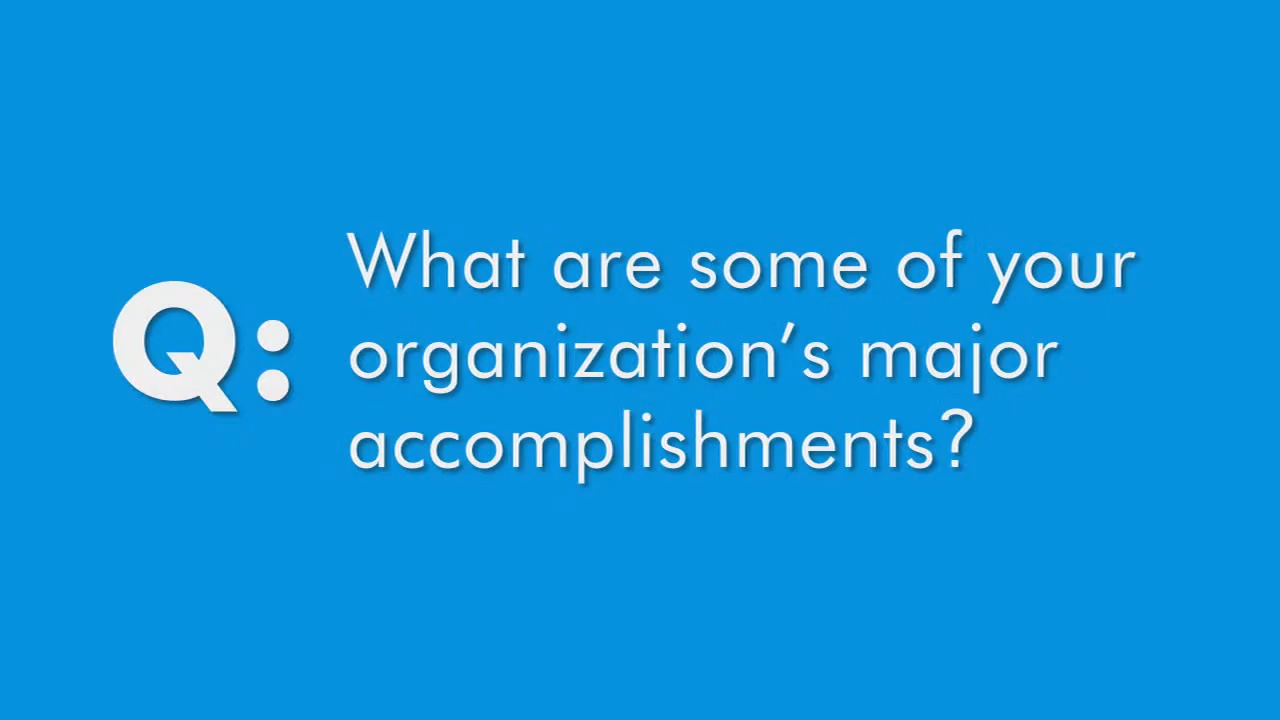 Q:
What are some of your
organization’s major
accomplishments?